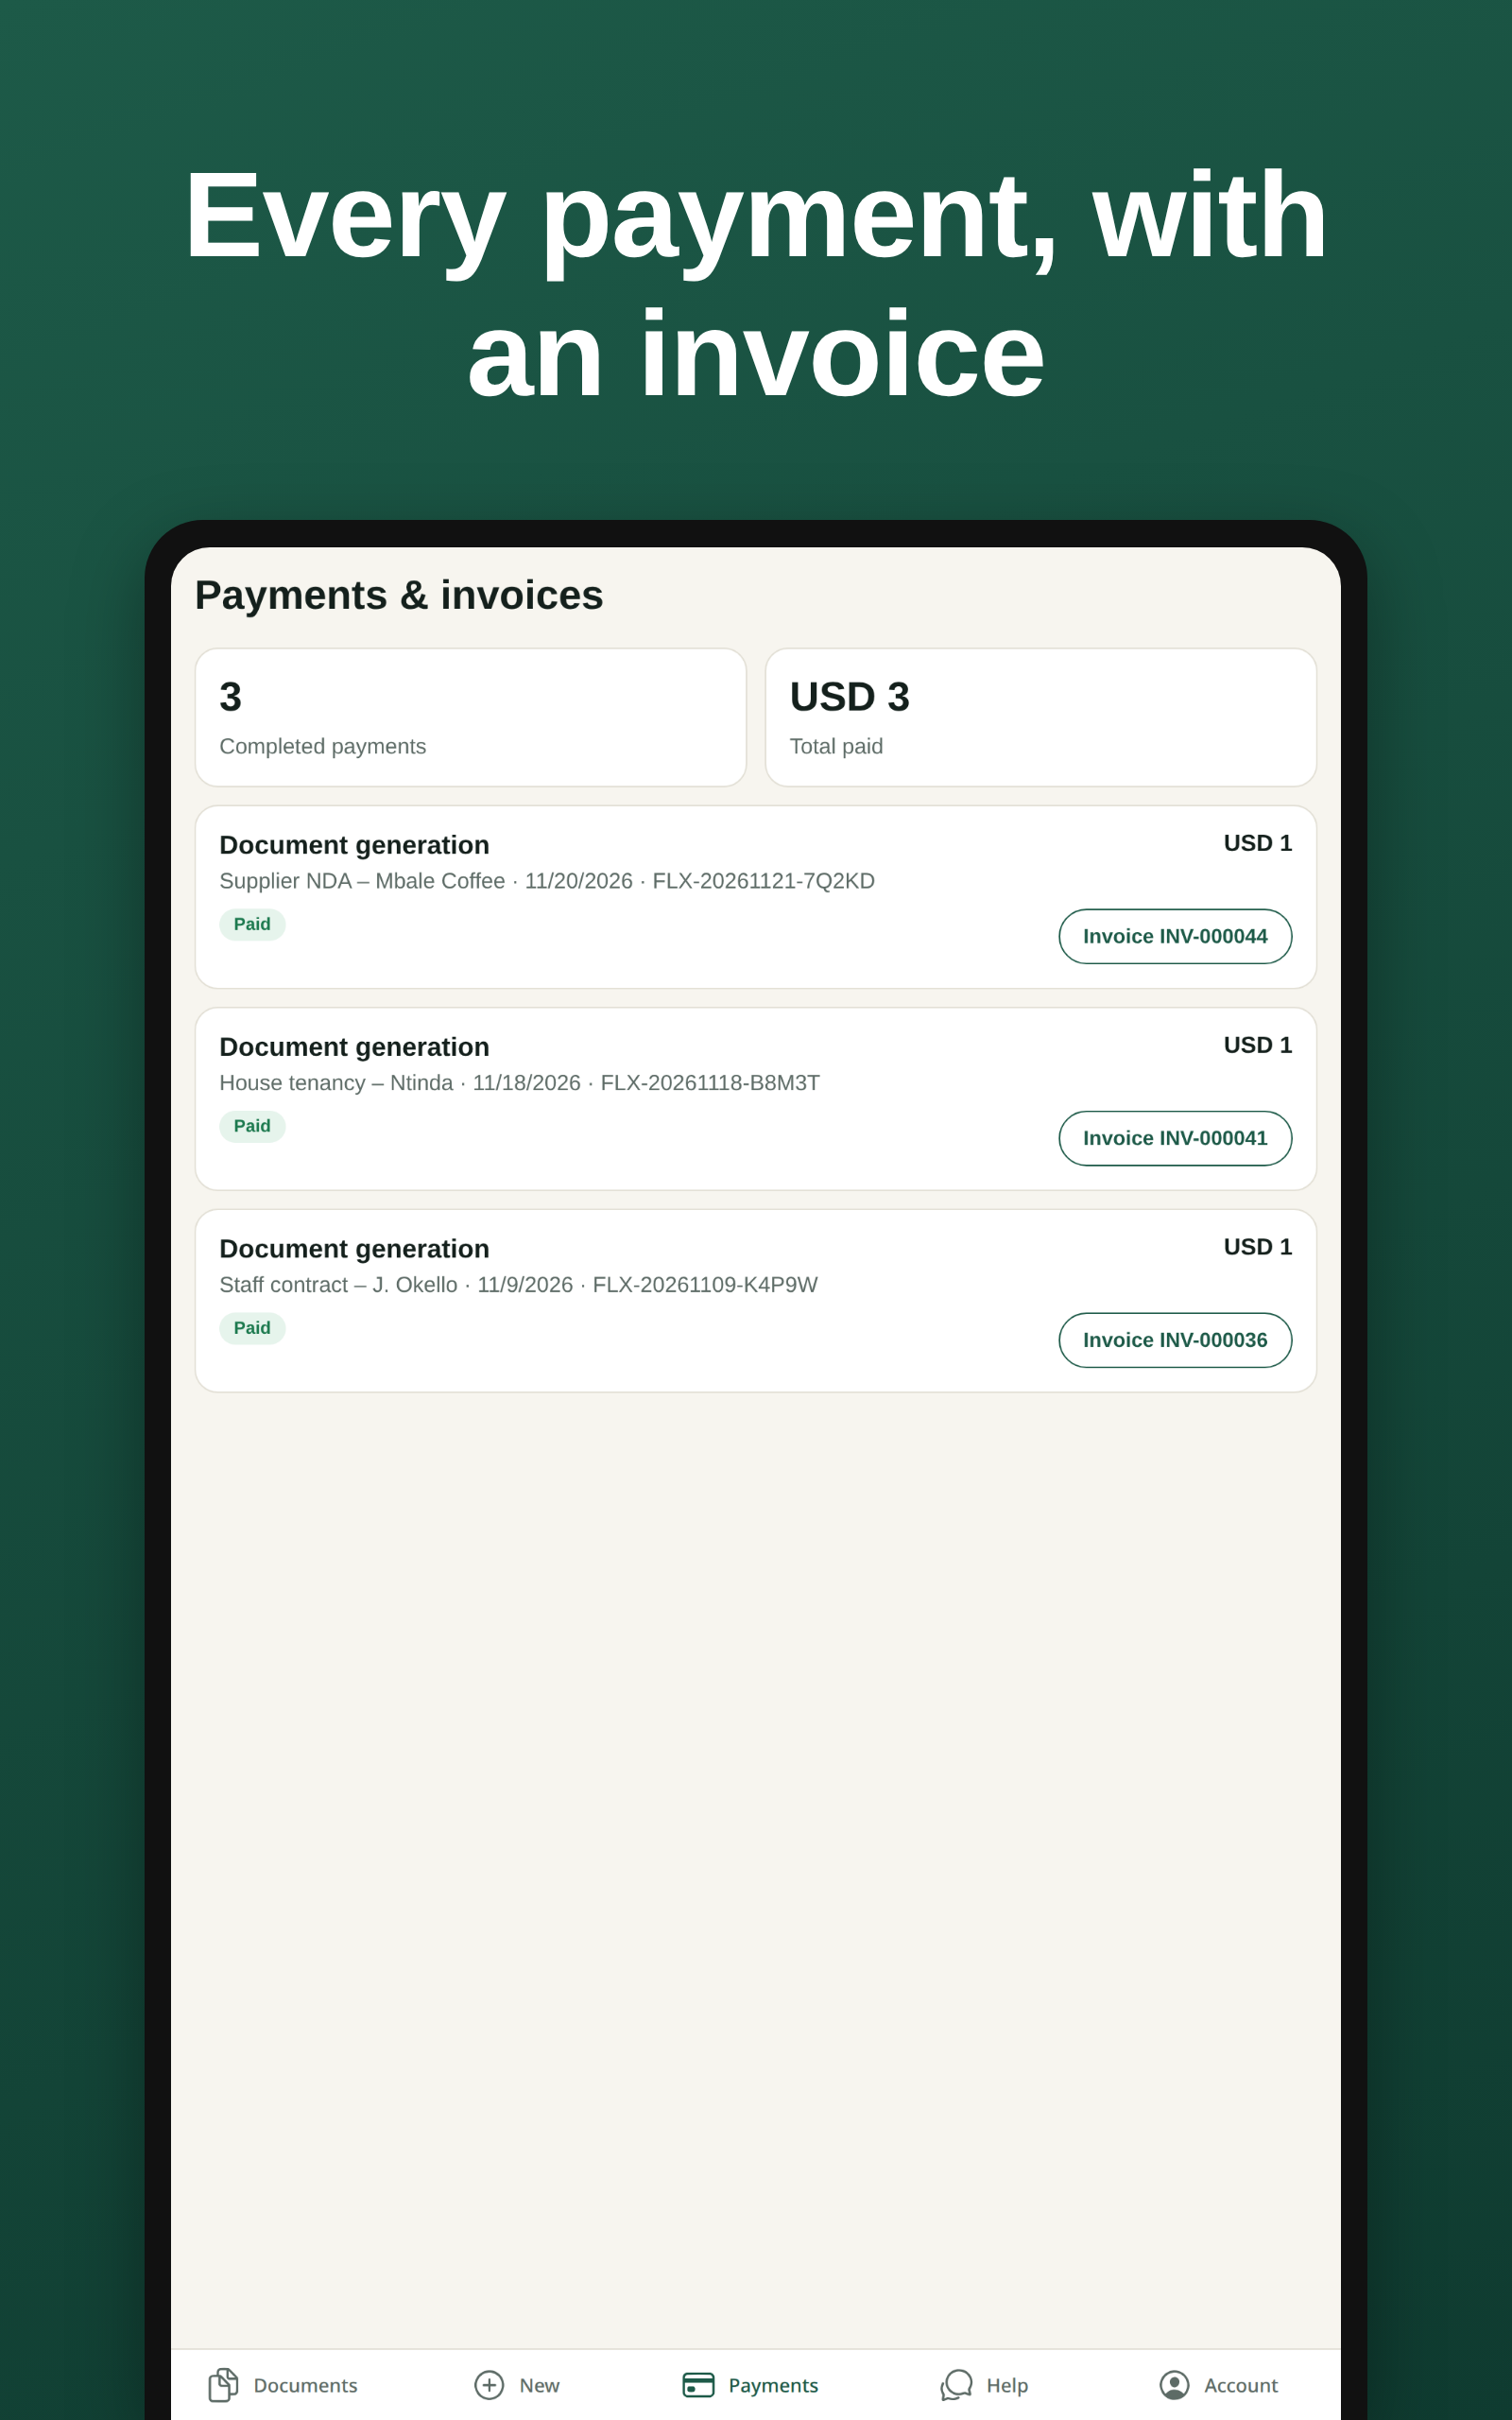 Every payment, with
an invoice
Payments & invoices
3
Completed payments
USD 3
Total paid
Document generation
USD 1
Supplier NDA – Mbale Coffee · 11/20/2026 · FLX-20261121-7Q2KD
Paid
Invoice INV-000044
Document generation
USD 1
House tenancy – Ntinda · 11/18/2026 · FLX-20261118-B8M3T
Paid
Invoice INV-000041
Document generation
USD 1
Staff contract – J. Okello · 11/9/2026 · FLX-20261109-K4P9W
Paid
Invoice INV-000036
Documents
New
Payments
Help
Account